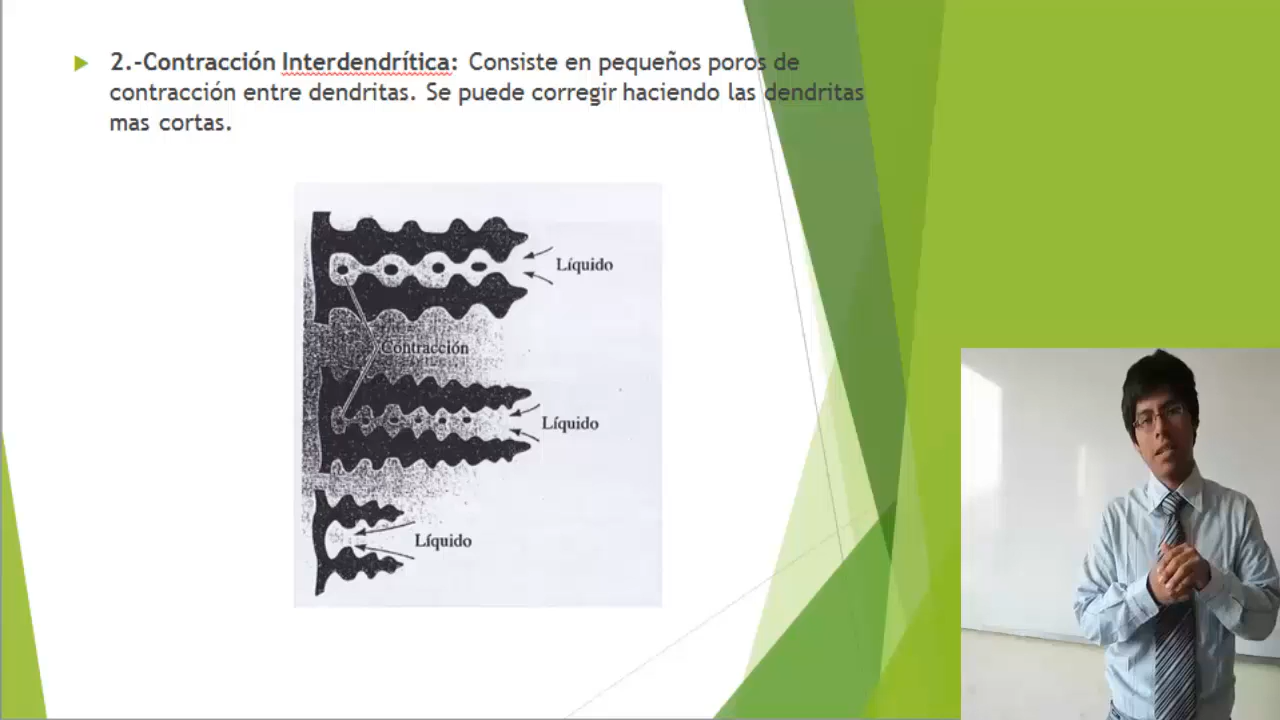 2.-Contracción Interdendrítica: Consiste en pequeños poros de
contracción entre dendritas. Se puede corregir haciendo las dendritas
mas cortas.
Líquido
Contracción
Líquido
Líquido